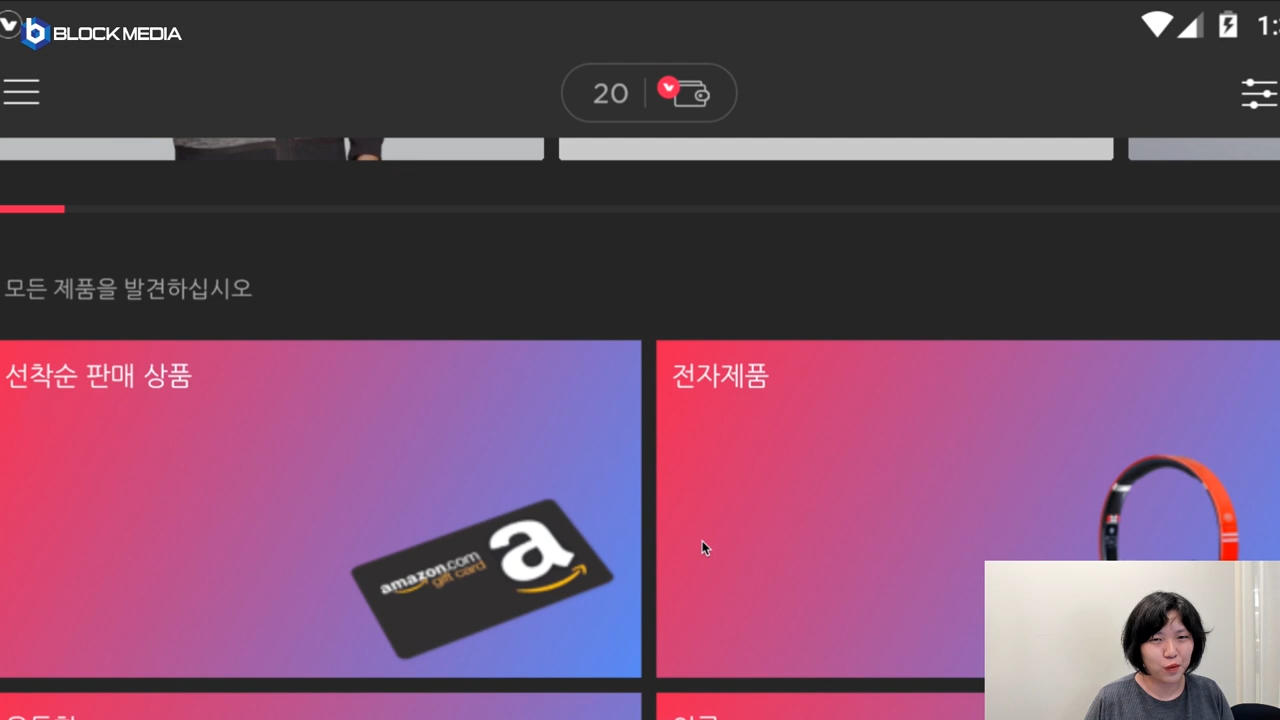 BLOCK MEDIA
20
모든 제품을 발견하십시오
선착순 판매 상품
전자제품
amazon.com
gift card